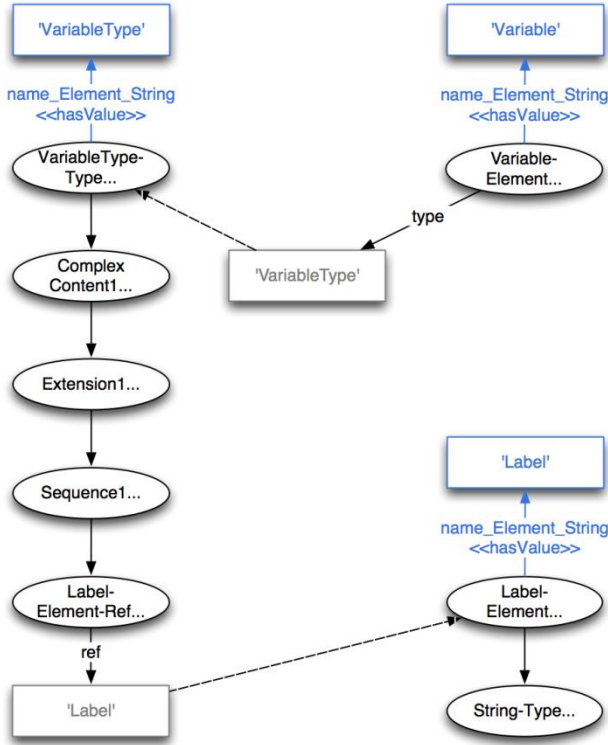 'VariableType'
'Variable'
name_Element_String
<<hasValue>>
name_Element_String
<<hasValue>>
VariableType-
Type...
Variable-
Element...
type
Complex
Content1...
'VariableType'
Extension1...
'Label'
Sequence1...
name_Element_String
<<hasValue>>
Label-
Element-Ref...
Label-
Element...
ref
'Label'
String-Type...